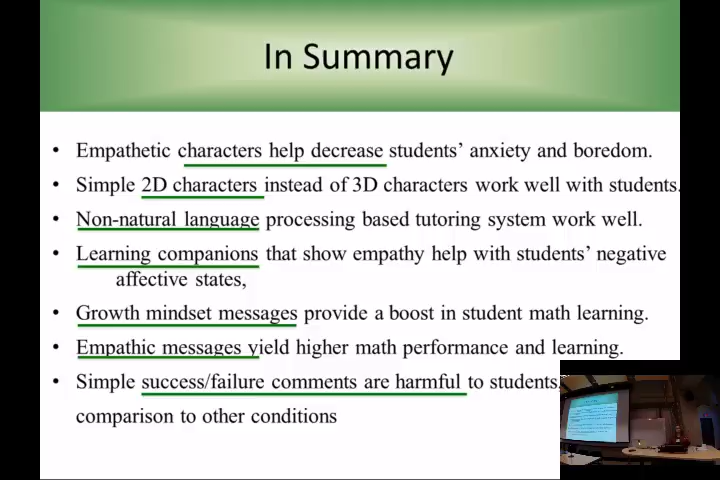 In Summary
• Empathetic characters help decrease students’ anxiety and boredom.
• Simple 2D characters instead of 3D characters work well with students.
• Non-natural language processing based tutoring system work well.
• Learning companions that show empathy help with students’ negative
affective states,
• Growth mindset messages provide a boost in student math learning.
• Empathic messages yield higher math performance and learning.
• Simple success/failure comments are harmful to students
comparison to other conditions